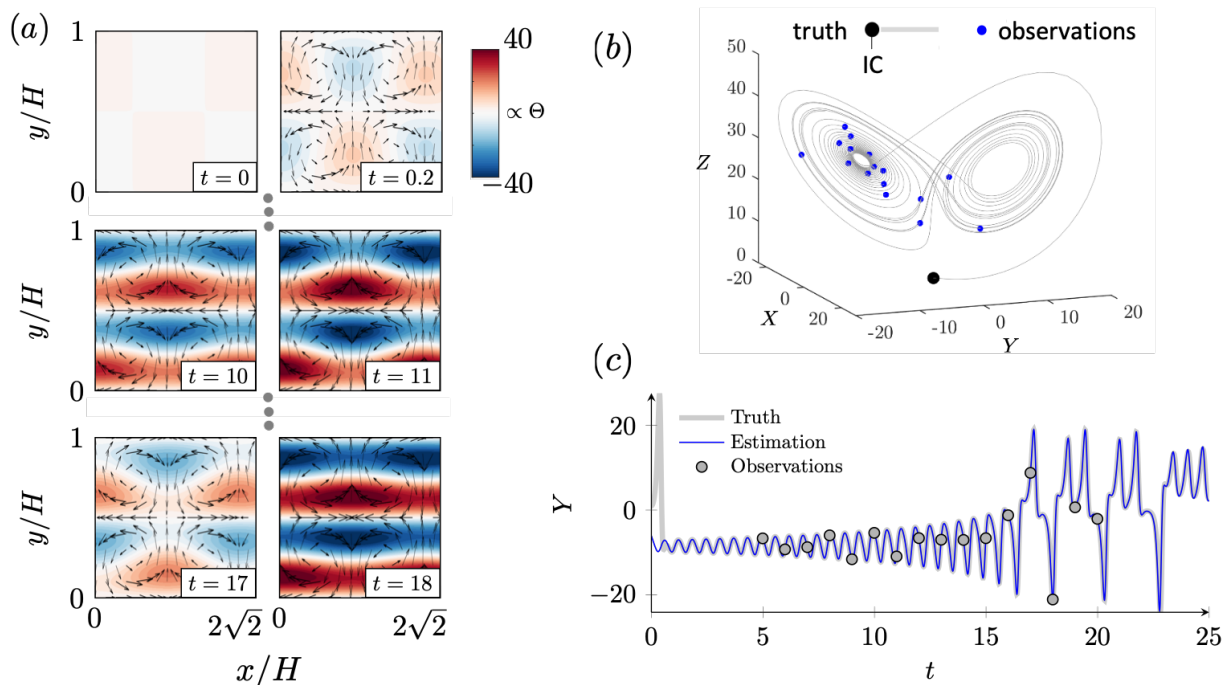 (a)
1
y/H
0
t = 0
t = 0.2
40
∝ Θ
−40
y/H
0
t = 10
t = 11
1
y/H
0
t = 17
t = 18
0
2√2
0
2√2
x/H
(b)
truth
IC
observations
50
40
30
Z
20
10
0
-20
0
20
X
-20
-10
0
10
20
Y
(c)
20
0
−20
Y
Truth
Estimation
Observations
0
5
10
15
20
25
t